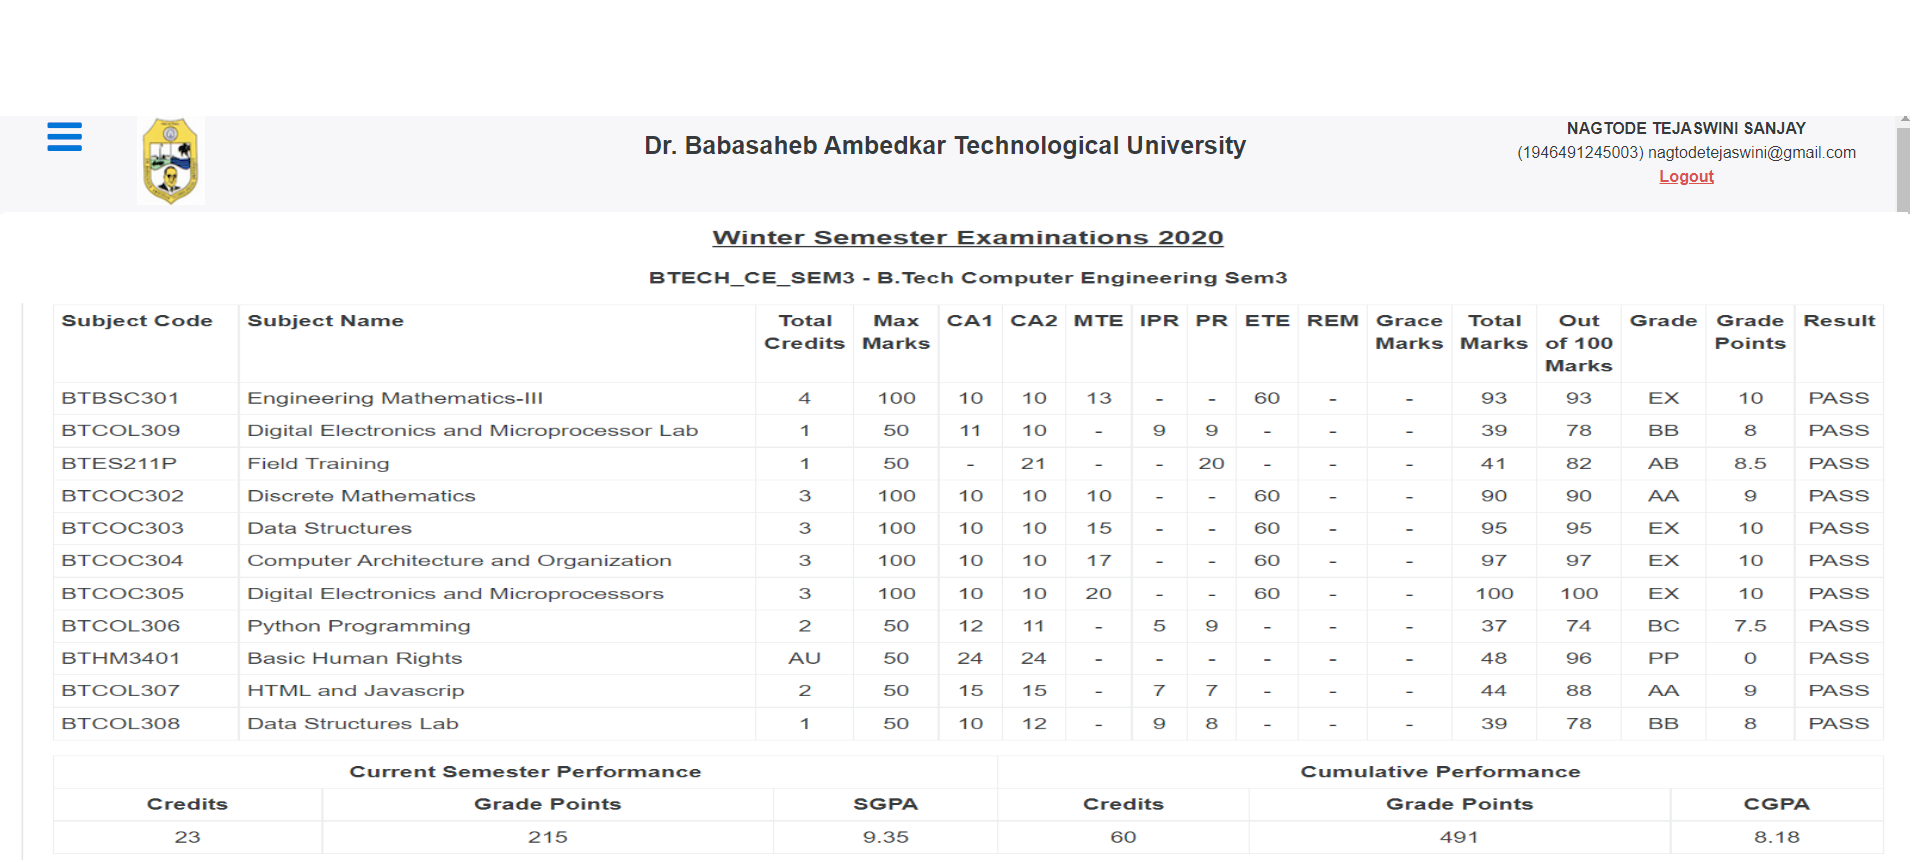 Dr. Babasaheb Ambedkar Technological University
NAGTODE TEJASWINI SANJAY
(1946491245003) nagtodetejaswini@gmail.com
Logout
Winter Semester Examinations 2020
BTECH_CE_SEM3 - B.Tech Computer Engineering Sem3
Subject Code Subject Name Total Credits Max Marks CA1 CA2 MTE IPR PR ETE REM Grace Marks Total Marks Out of 100 Marks Grade Grade Points Result
BTBSC301 Engineering Mathematics-III 4 100 10 10 13 - - 60 - - 93 93 EX 10 PASS
BTCOL309 Digital Electronics and Microprocessor Lab 1 50 11 10 - 9 9 - - - 39 78 BB 8 PASS
BTES211P Field Training 1 50 - 21 - - 20 - - - 41 82 AB 8.5 PASS
BTCOC302 Discrete Mathematics 3 100 10 10 10 - - 60 - - 90 90 AA 9 PASS
BTCOC303 Data Structures 3 100 10 10 15 - - 60 - - 95 95 EX 10 PASS
BTCOC304 Computer Architecture and Organization 3 100 10 10 17 - - 60 - - 97 97 EX 10 PASS
BTCOC305 Digital Electronics and Microprocessors 3 100 10 10 20 - - 60 - - 100 100 EX 10 PASS
BTCOL306 Python Programming 2 50 12 11 - 5 9 - - - 37 74 BC 7.5 PASS
BTHM3401 Basic Human Rights AU 50 24 24 - - - - - - 48 96 PP 0 PASS
BTCOL307 HTML and Javascrip 2 50 15 15 - 7 7 - - - 44 88 AA 9 PASS
BTCOL308 Data Structures Lab 1 50 10 12 - 9 8 - - - 39 78 BB 8 PASS
Current Semester Performance Cumulative Performance
Credits Grade Points SGPA Credits Grade Points CGPA
23 215 9.35 60 491 8.18